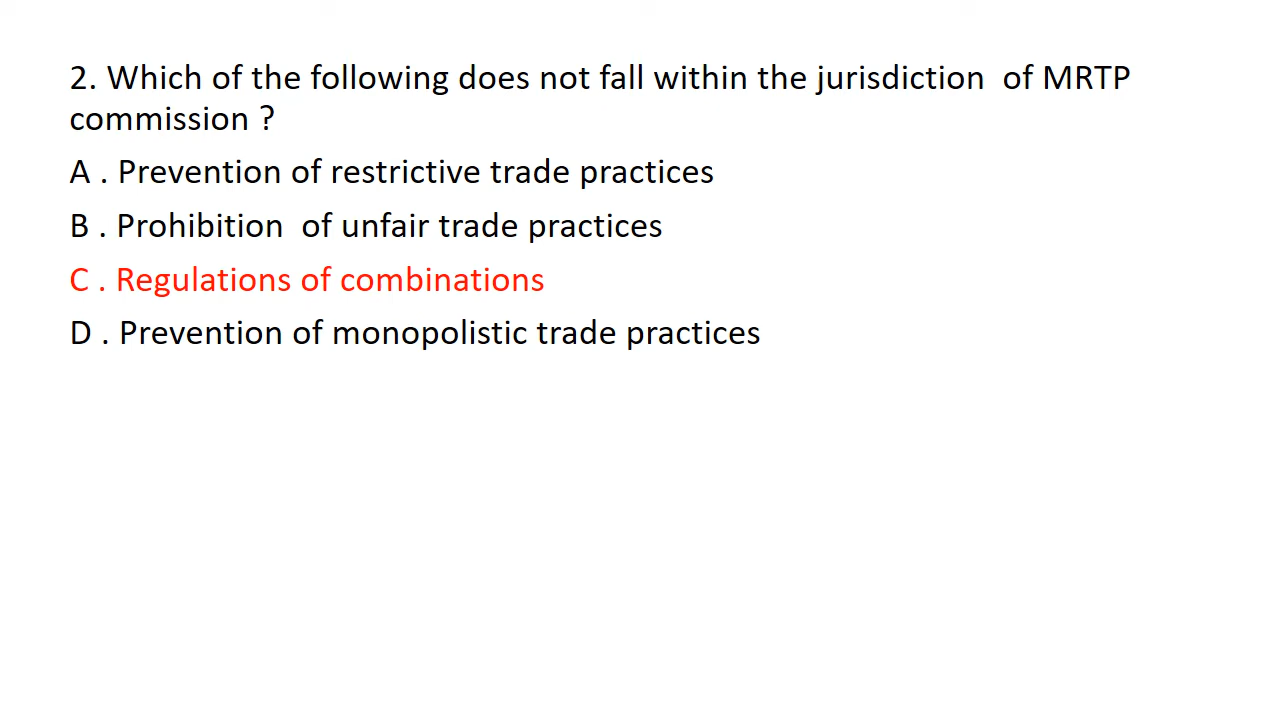 2. Which of the following does not fall within the jurisdiction  of MRTP
commission ?
A . Prevention of restrictive trade practices
B . Prohibition  of unfair trade practices
C . Regulations of combinations
D . Prevention of monopolistic trade practices